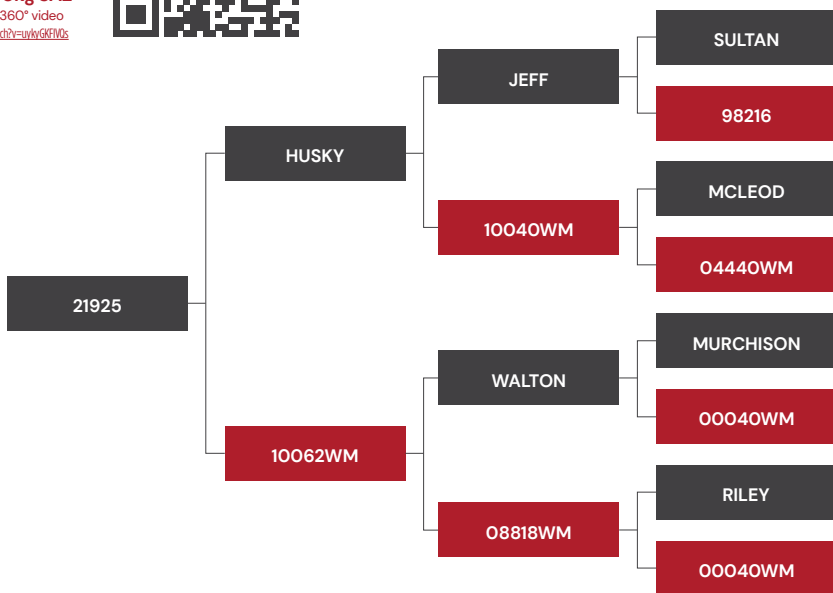 360° video
SULTAN
JEFF
98216
HUSKY
MCLEOD
10040WM
04440WM
21925
MURCHISON
WALTON
00040WM
10062WM
RILEY
08818WM
00040WM